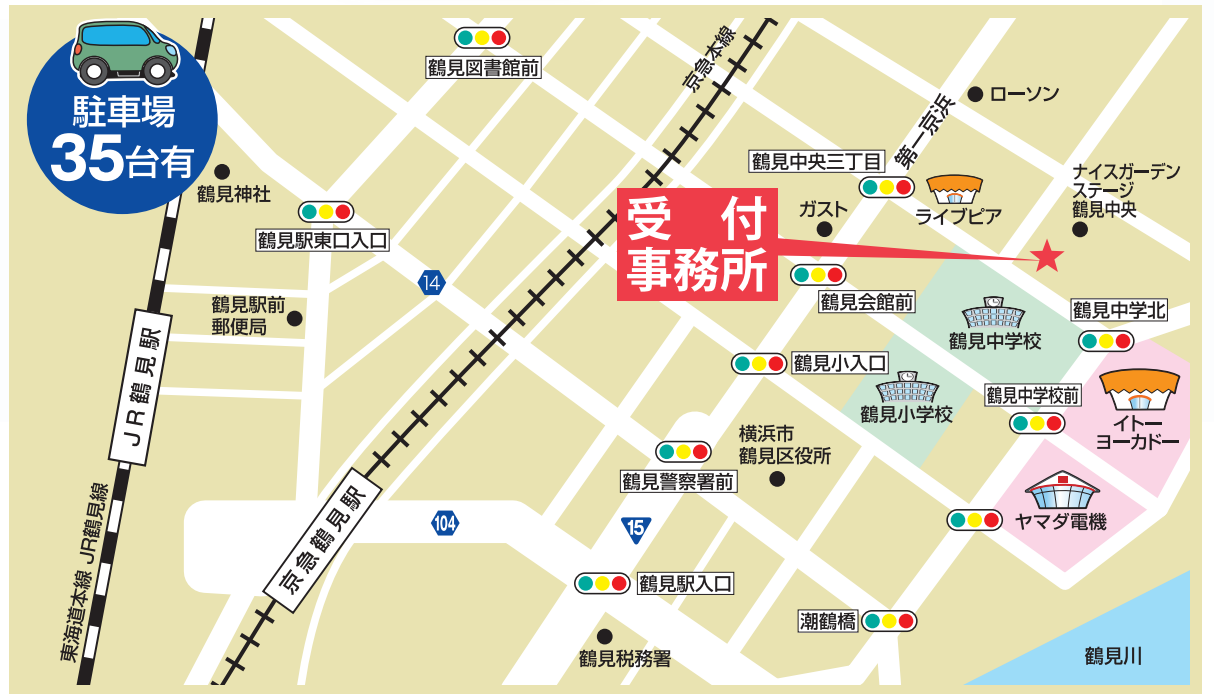 駐車場
35台有
鶴見図書館前
京急本線
第一京浜
ローソン
鶴見中央三丁目
ナイスガーデン
ステージ
鶴見中央
鶴見神社
鶴見駅東口入口
受 付
事務所
ガスト
ライブピア
14
鶴見会館前
鶴見駅前
郵便局
鶴見中学校
鶴見中学北
JR鶴見駅
鶴見小入口
鶴見小学校
鶴見中学校前
イトー
ヨーカドー
横浜市
鶴見区役所
鶴見警察署前
京急鶴見駅
104
15
ヤマダ電機
東海道本線 JR鶴見線
鶴見駅入口
潮鶴橋
鶴見税務署
鶴見川